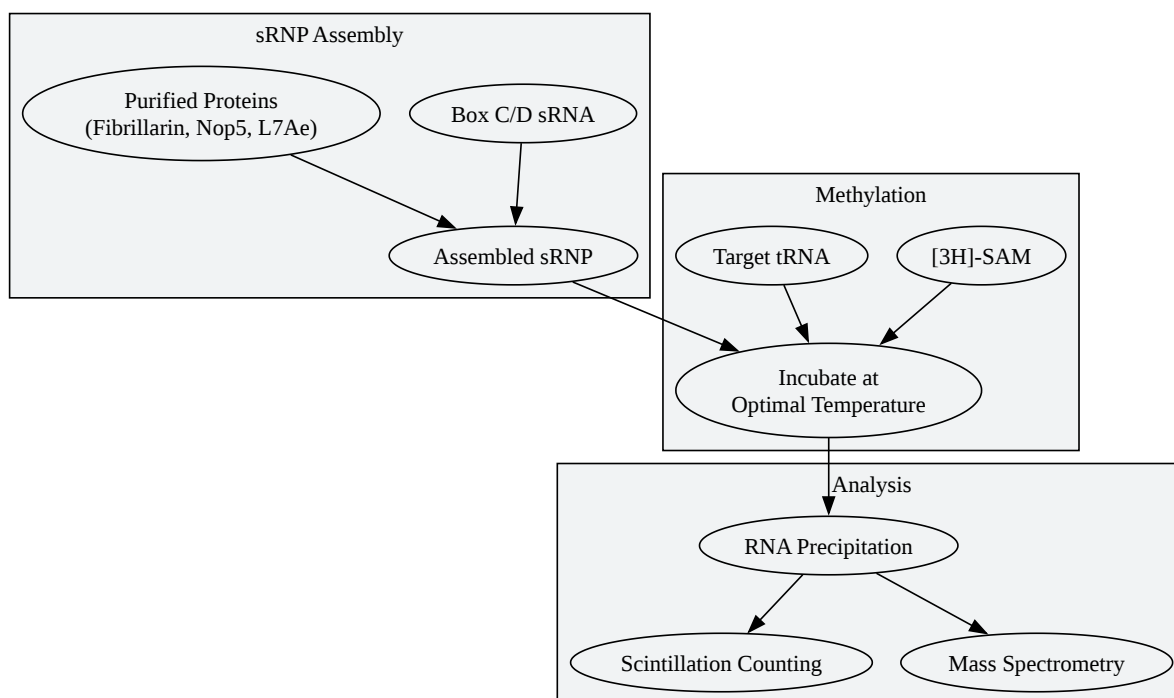 sRNP Assembly
Purified Proteins
(Fibrillarin, Nop5, L7Ae)
Box C/D sRNA
Assembled sRNP
Methylation
Target tRNA
[3H]-SAM
Incubate at
Optimal Temperature
Analysis
RNA Precipitation
Scintillation Counting
Mass Spectrometry